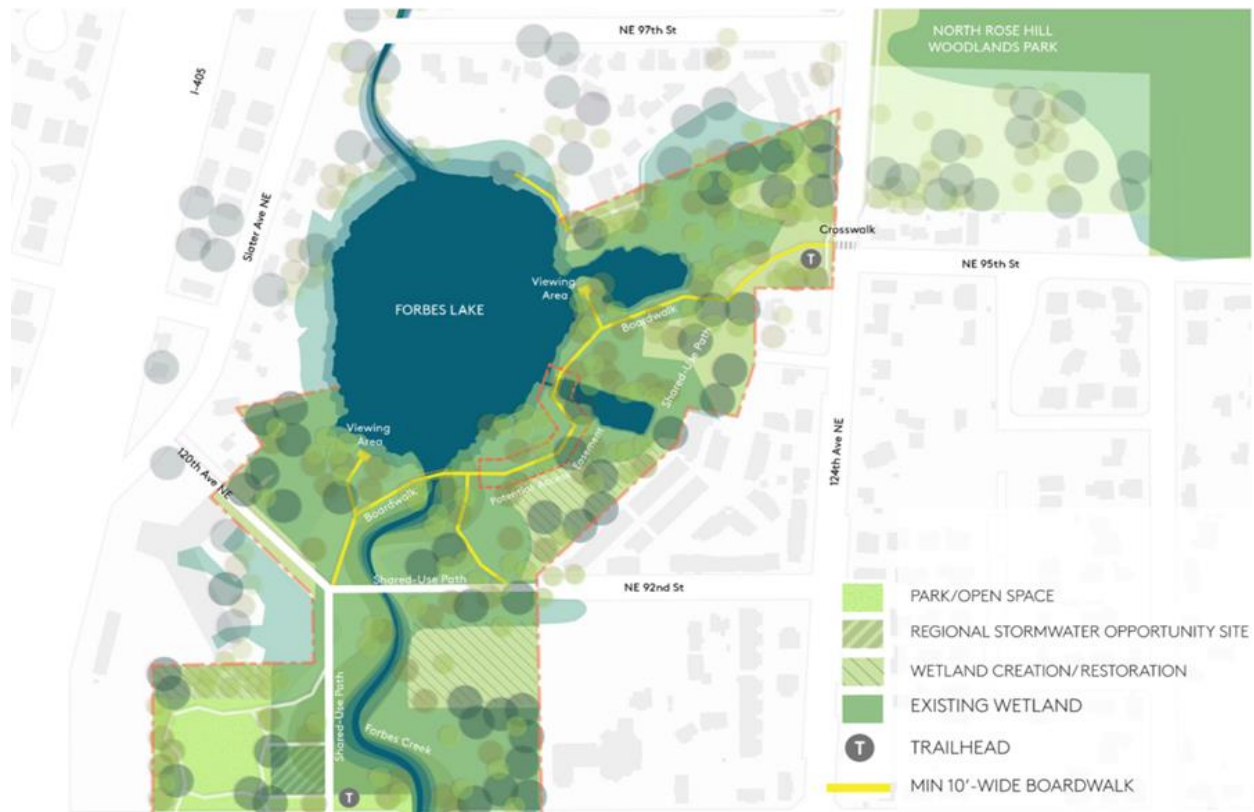 NE 97th St
NORTH ROSE HILL
WOODLANDS PARK
I-405
Slater Ave NE
Crosswalk
T
NE 95th St
Viewing
Area
FORBES LAKE
Boardwalk
Shared-Use Path
Viewing
Area
124th Ave NE
120th Ave NE
Potential Access Easement
Boardwalk
Shared-Use Path
NE 92nd St
Shared-Use Path
Forbes Creek
T
PARK/OPEN SPACE
REGIONAL STORMWATER OPPORTUNITY SITE
WETLAND CREATION/RESTORATION
EXISTING WETLAND
T TRAILHEAD
MIN 10'-WIDE BOARDWALK